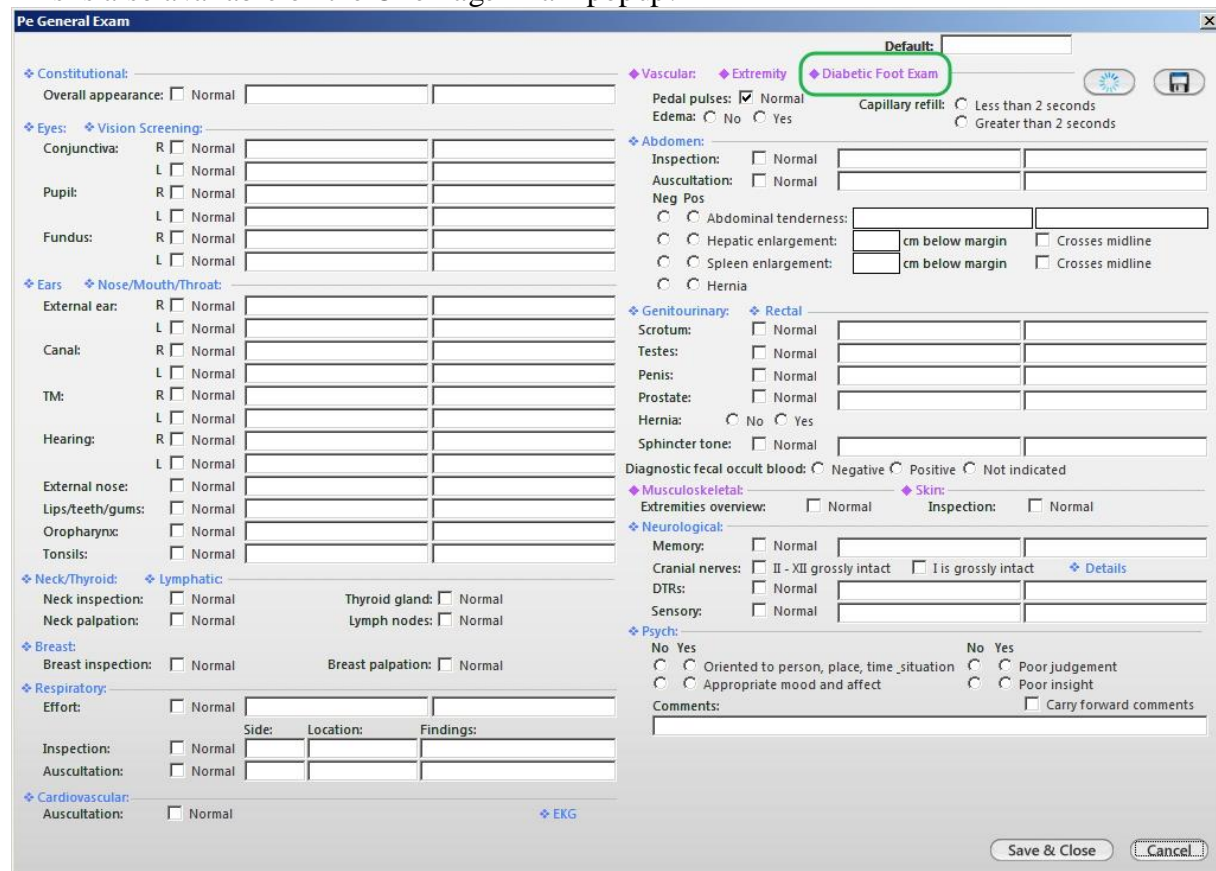 Pe General Exam
X
Default:
Constitutional:
Overall appearance: Normal
Eyes: Vision Screening:
Conjunctiva: R Normal
L Normal
Pupil: R Normal
L Normal
Fundus: R Normal
L Normal
Ears Nose/Mouth/Throat:
External ear: R Normal
L Normal
Canal: R Normal
L Normal
TM: R Normal
L Normal
Hearing: R Normal
L Normal
External nose: Normal
Lips/teeth/gums: Normal
Oropharynx: Normal
Tonsils: Normal
Neck/Thyroid: Lymphatic:
Neck inspection: Normal Thyroid gland: Normal
Neck palpation: Normal Lymph nodes: Normal
Breast:
Breast inspection: Normal Breast palpation: Normal
Respiratory:
Effort: Normal
Side: Location: Findings:
Inspection: Normal
Auscultation: Normal
Cardiovascular:
Auscultation: Normal EKG
Vascular: Extremity Diabetic Foot Exam
Pedal pulses: Normal Capillary refill: Less than 2 seconds
Edema: No Yes Greater than 2 seconds
Abdomen:
Inspection: Normal
Auscultation: Normal
Neg Pos
Abdominal tenderness:
Hepatic enlargement: cm below margin Crosses midline
Spleen enlargement: cm below margin Crosses midline
Hernia
Genitourinary: Rectal
Scrotum: Normal
Testes: Normal
Penis: Normal
Prostate: Normal
Hernia: No Yes
Sphincter tone: Normal
Diagnostic fecal occult blood: Negative Positive Not indicated
Musculoskeletal: Skin:
Extremities overview: Normal Inspection: Normal
Neurological:
Memory: Normal
Cranial nerves: II - XII grossly intact I is grossly intact Details
DTRs: Normal
Sensory: Normal
Psych:
No Yes No Yes
Oriented to person, place, time _situation Poor judgement
Appropriate mood and affect Poor insight
Comments: Carry forward comments
Save & Close Cancel